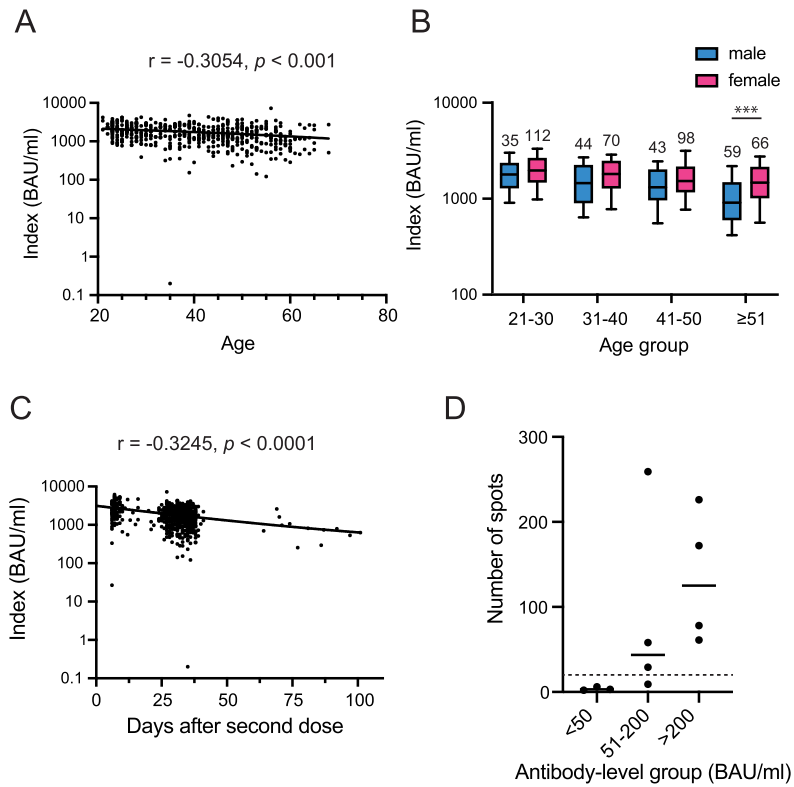 A
r = -0.3054, p < 0.001
Index (BAU/ml)
10000
1000
100
10
1
0.1
20
40
60
80
Age
B
male
female
Index (BAU/ml)
10000
1000
100
35
112
44
70
43
98
59
66
***
21-30
31-40
41-50
≥51
Age group
C
r = -0.3245, p < 0.0001
Index (BAU/ml)
10000
1000
100
10
1
0.1
0
25
50
75
100
Days after second dose
D
Number of spots
300
200
100
0
<50
51-200
>200
Antibody-level group (BAU/ml)